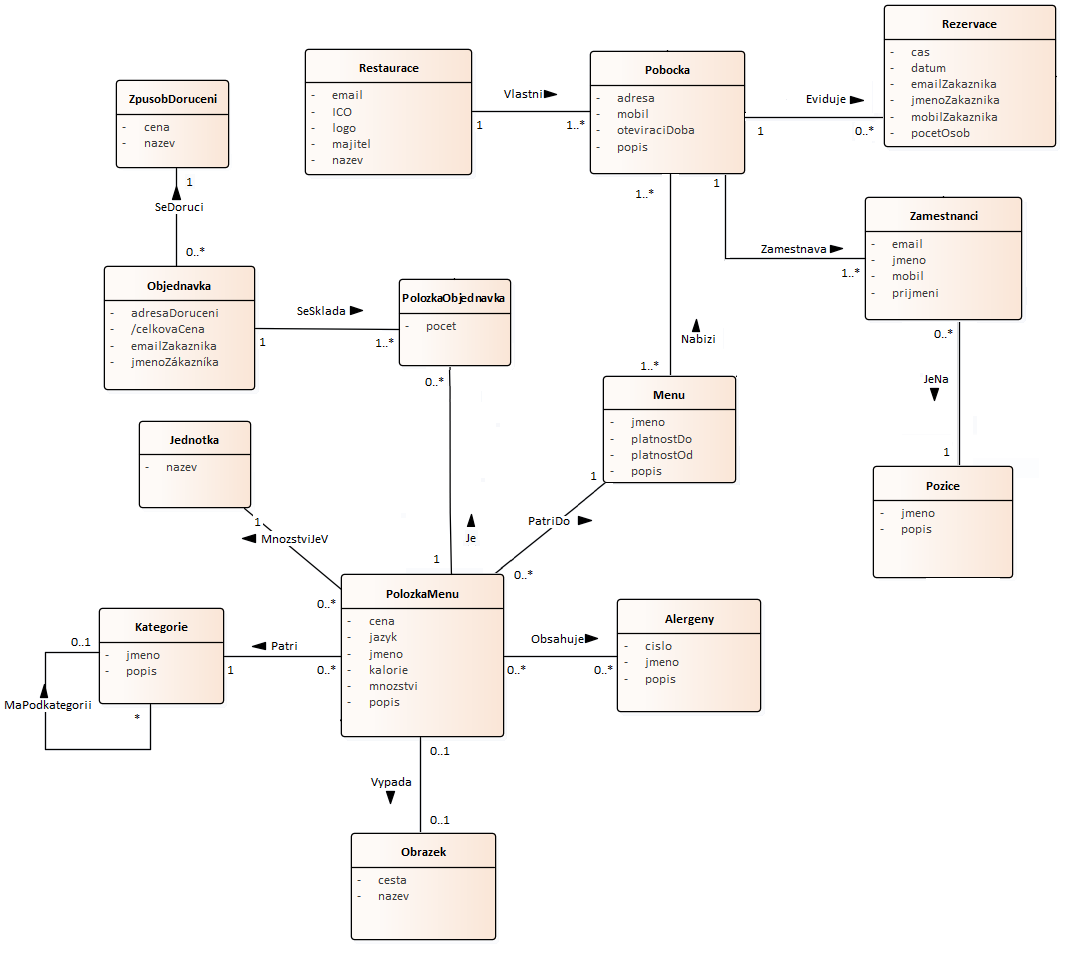 Rezervace
- cas
- datum
- emailZakaznika
- jmenoZakaznika
- mobilZakaznika
- pocetOsob
Restaurace
- email
- ICO
- logo
- majitel
- nazev
Vlastni
1
1..*
Pobocka
- adresa
- mobil
- oteviraciDoba
- popis
Eviduje
1
0..*
ZpusobDoruceni
- cena
- nazev
1
SeDoruci
0..*
1..*
1
Zamestnava
1..*
Zamestnanci
- email
- jmeno
- mobil
- prijmeni
Objednavka
- adresaDoruceni
- /celkovaCena
- emailZakaznika
- jmenoZákazníka
SeSklada
1
1..*
PolozkaObjednavka
- pocet
0..*
Nabizi
1..*
0..*
JeNa
1
Menu
- jmeno
- platnostDo
- platnostOd
- popis
Jednotka
- nazev
1
MnozstviJeV
0..*
Je
1
1
PatriDo
0..*
Pozice
- jmeno
- popis
PolozkaMenu
- cena
- jazyk
- jmeno
- kalorie
- mnozstvi
- popis
Kategorie
- jmeno
- popis
0..1
MaPodkategorii
*
Patri
1
0..*
Obsahuje
0..*
0..*
Alergeny
- cislo
- jmeno
- popis
0..1
Vypada
0..1
Obrazek
- cesta
- nazev